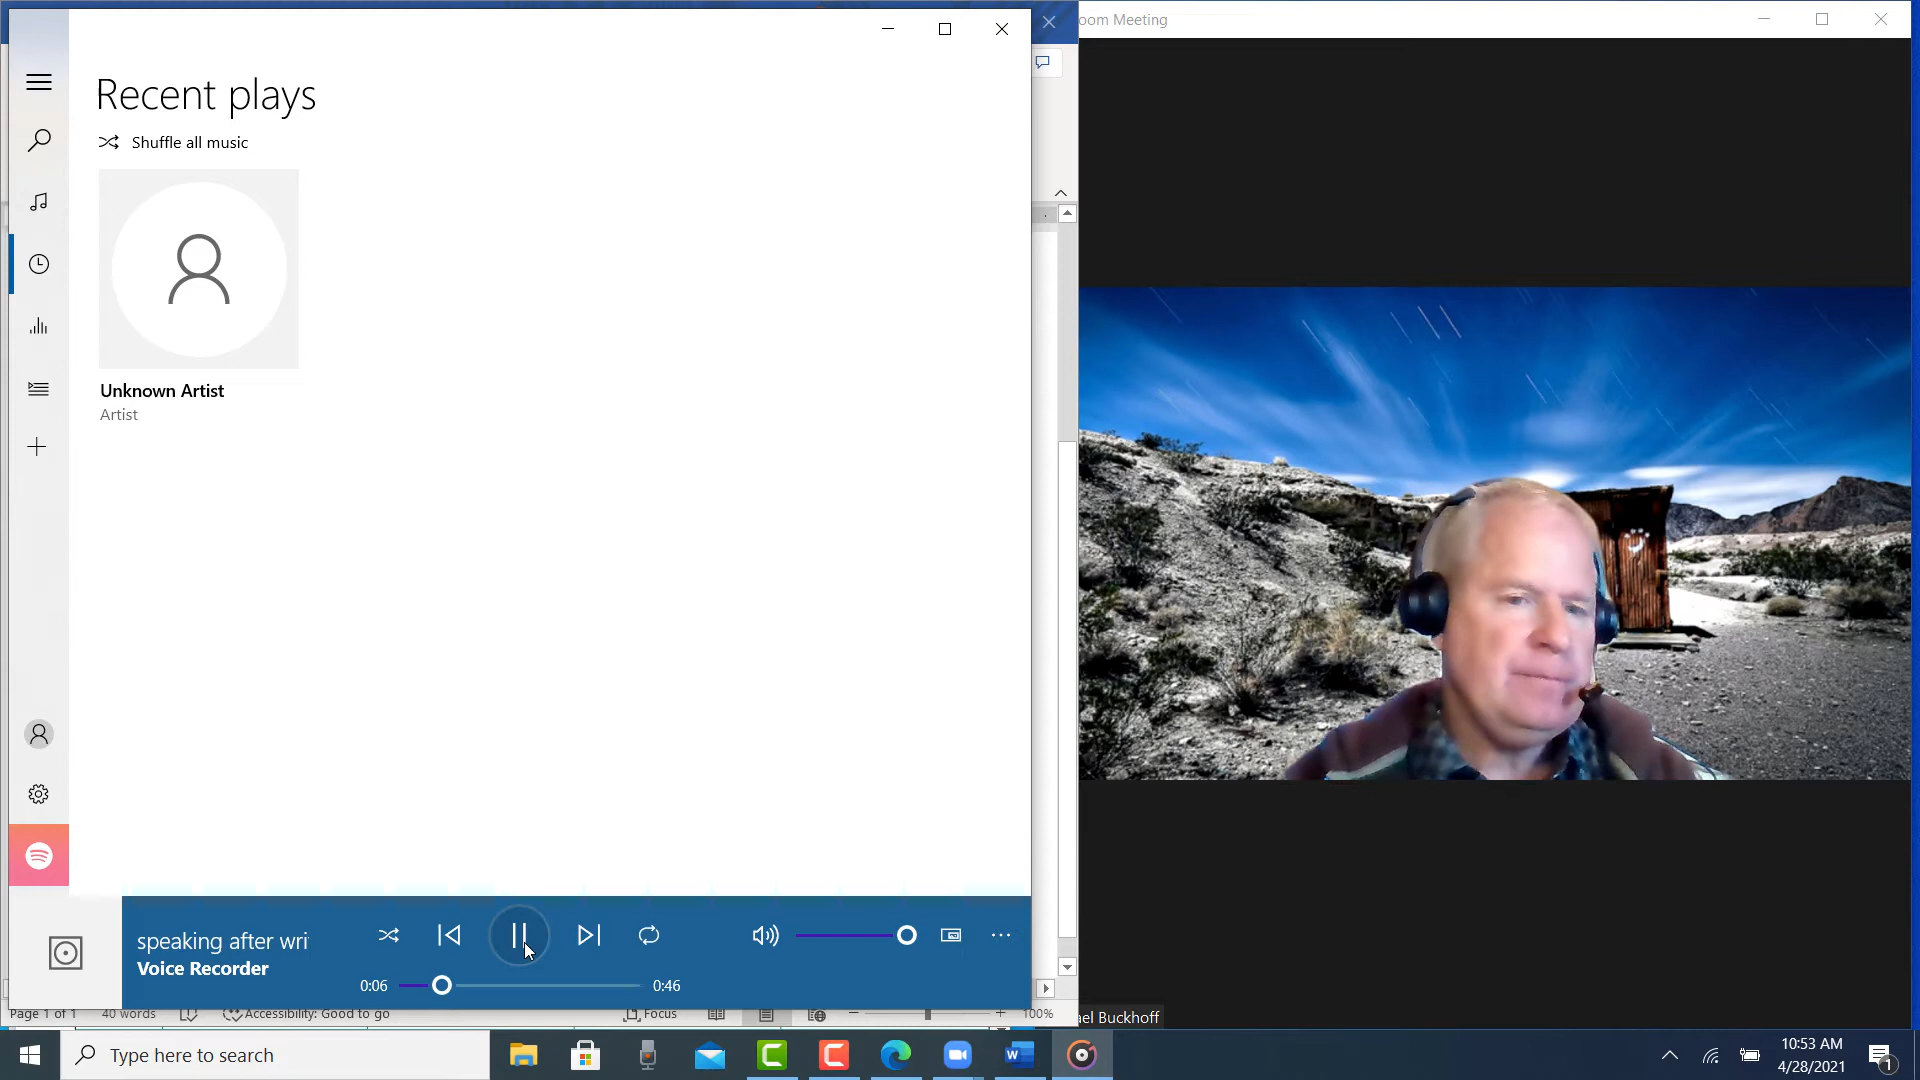 oom Meeting
Recent plays
Shuffle all music
Unknown Artist
Artist
speaking after wri
Voice Recorder
0:06
0:46
Page 1 of 1
40 words
Accessibility: Good to go
Focus
100%
ael Buckhoff
Type here to search
10:53 AM
4/28/2021
1